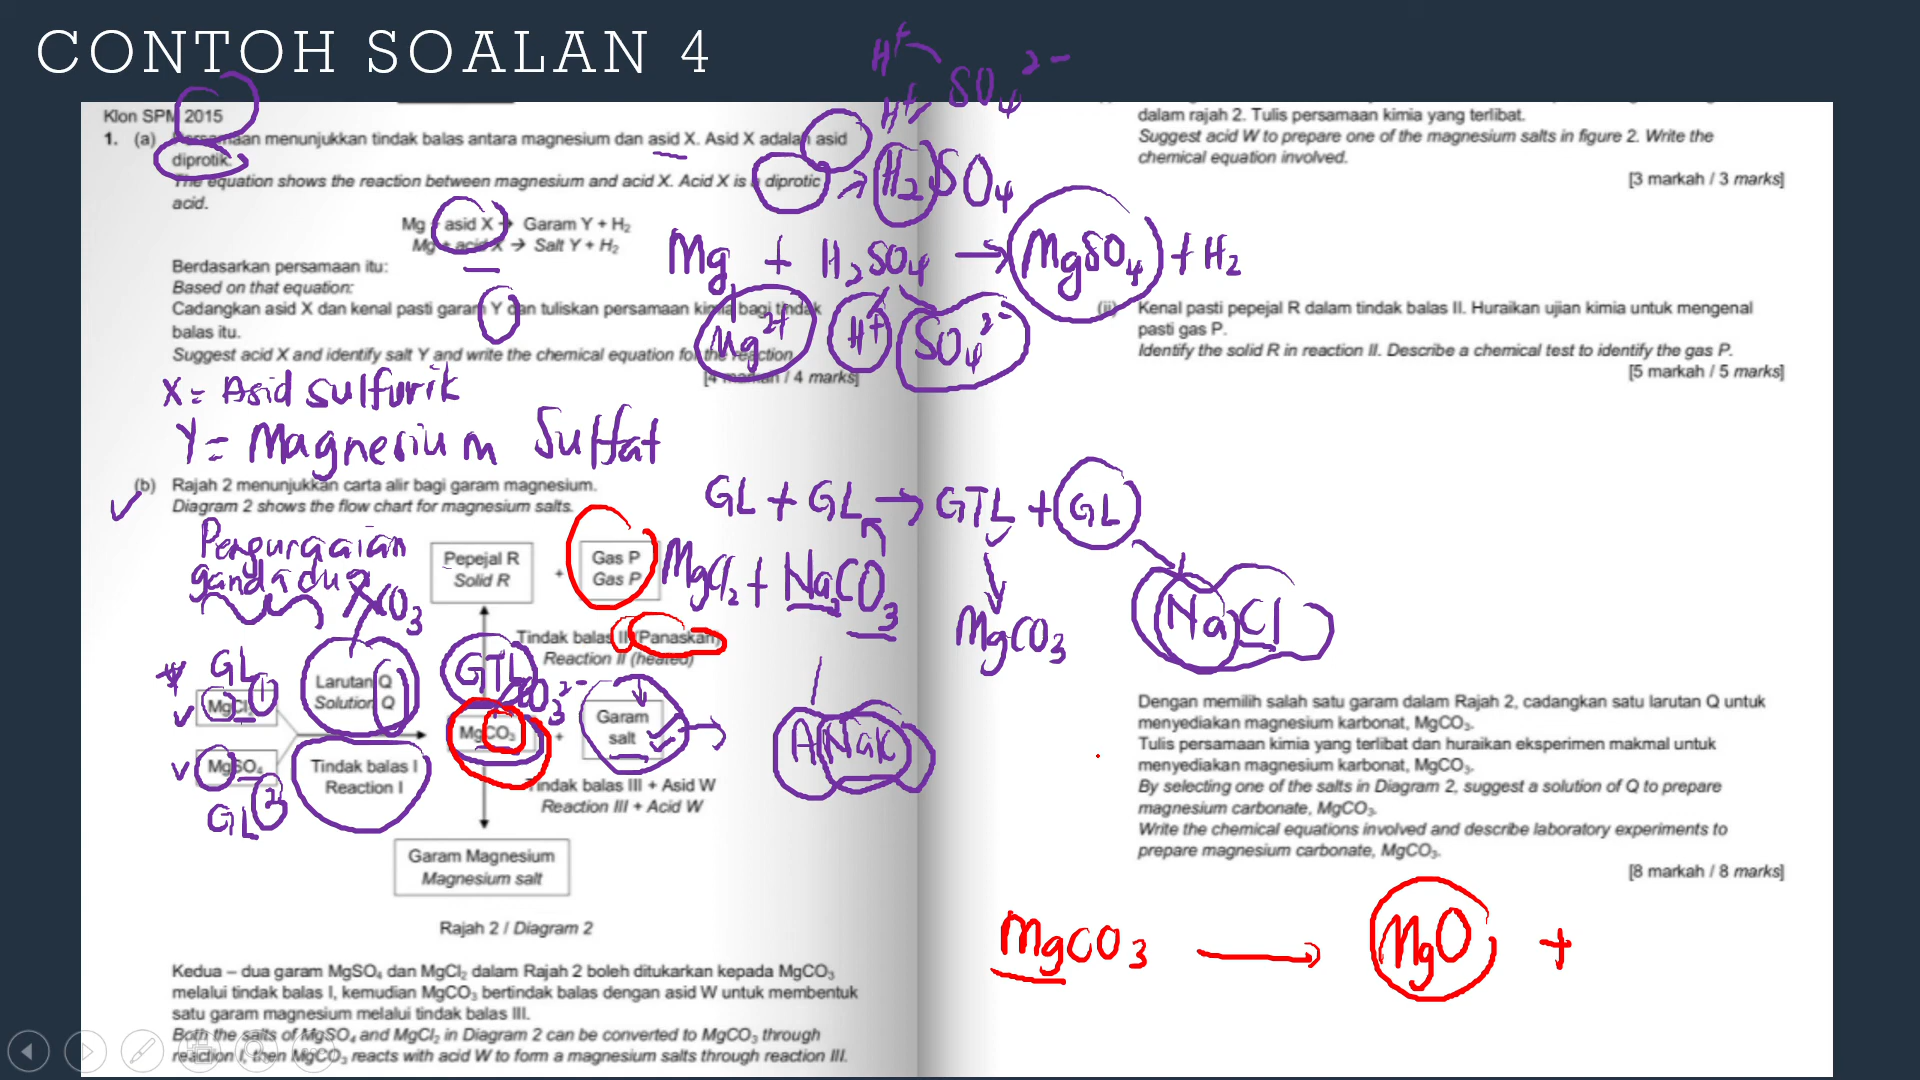 CONTOH SOALAN 4
Klon SPM 2015
1. (a) Persamaan menunjukkan tindak balas antara magnesium dan asid X. Asid X adalah asid
diprotik.
The equation shows the reaction between magnesium and acid X. Acid X is a diprotic
acid.
Mg + asid X → Garam Y + H₂
Mg + acid X → Salt Y + H₂
Berdasarkan persamaan itu:
Based on that equation:
Cadangkan asid X dan kenal pasti garam Y dan tuliskan persamaan kimia bagi tindak
balas itu.
Suggest acid X and identify salt Y and write the chemical equation for the reaction
[4 markah / 4 marks]
H⁺
H⁺ SO₄²⁻
H₂SO₄
Mg + H₂SO₄ → MgSO₄ + H₂
Mg²⁺ H⁺ SO₄²⁻
X = Asid sulfurik
Y = Magnesium Sulfat
(b) Rajah 2 menunjukkan carta alir bagi garam magnesium.
Diagram 2 shows the flow chart for magnesium salts.
Penguraian
ganda dua
GL + GL → GTL + GL
MgCl₂ + Na₂CO₃
MgCO₃
NaCl
Pepejal R
Solid R
+
Gas P
Gas P
Tindak balas II (Panaskan)
Reaction II (heated)
XCO₃
GL
MgCl₂
Larutan Q
Solution Q
GTL
CO₃²⁻
MgCO₃
+
Garam
salt
ANaK
MgSO₄
GL
Tindak balas I
Reaction I
Tindak balas III + Asid W
Reaction III + Acid W
Garam Magnesium
Magnesium salt
Rajah 2 / Diagram 2
Kedua – dua garam MgSO₄ dan MgCl₂ dalam Rajah 2 boleh ditukarkan kepada MgCO₃
melalui tindak balas I, kemudian MgCO₃ bertindak balas dengan asid W untuk membentuk
satu garam magnesium melalui tindak balas III.
Both the salts of MgSO₄ and MgCl₂ in Diagram 2 can be converted to MgCO₃ through
reaction I, then MgCO₃ reacts with acid W to form a magnesium salts through reaction III.
dalam rajah 2. Tulis persamaan kimia yang terlibat.
Suggest acid W to prepare one of the magnesium salts in figure 2. Write the
chemical equation involved.
[3 markah / 3 marks]
(ii) Kenal pasti pepejal R dalam tindak balas II. Huraikan ujian kimia untuk mengenal
pasti gas P.
Identify the solid R in reaction II. Describe a chemical test to identify the gas P.
[5 markah / 5 marks]
Dengan memilih salah satu garam dalam Rajah 2, cadangkan satu larutan Q untuk
menyediakan magnesium karbonat, MgCO₃.
Tulis persamaan kimia yang terlibat dan huraikan eksperimen makmal untuk
menyediakan magnesium karbonat, MgCO₃.
By selecting one of the salts in Diagram 2, suggest a solution of Q to prepare
magnesium carbonate, MgCO₃.
Write the chemical equations involved and describe laboratory experiments to
prepare magnesium carbonate, MgCO₃.
[8 markah / 8 marks]
MgCO₃ → MgO +